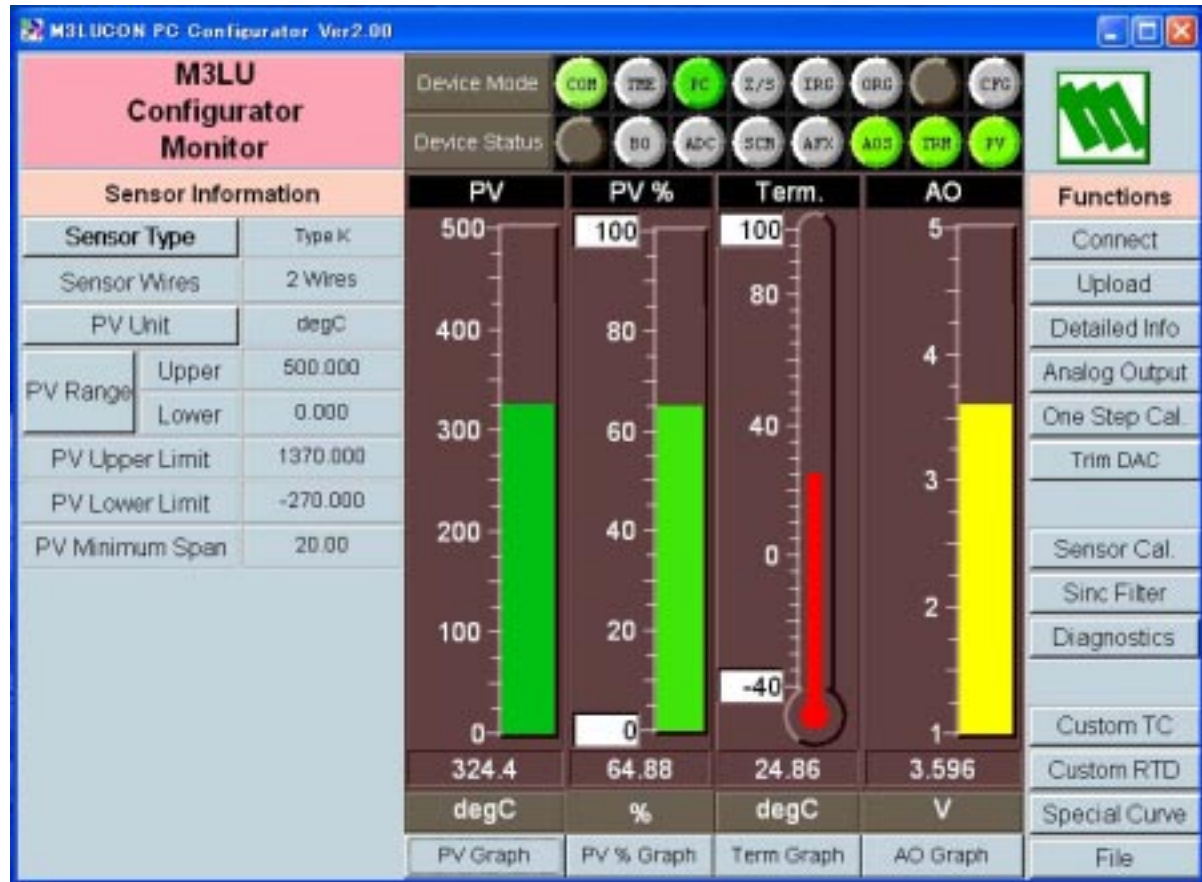 M3LUCON PC Configurator Ver2.00
M3LU
Configurator
Monitor
Device Mode COM TME PC Z/S IRG ORG CFG
Device Status BO ADC SCN AFX AOS TRM PV
Sensor Information
Sensor Type Type K
Sensor Wires 2 Wires
PV Unit degC
PV Range Upper 500.000
Lower 0.000
PV Upper Limit 1370.000
PV Lower Limit -270.000
PV Minimum Span 20.00
PV PV % Term. AO
500 100 100 5
80
400 80
4
300 60 40
3
200 40 0
2
100 20
-40
0 0 1
324.4 64.88 24.86 3.596
degC % degC V
PV Graph PV % Graph Term Graph AO Graph
Functions
Connect
Upload
Detailed Info
Analog Output
One Step Cal.
Trim DAC
Sensor Cal.
Sinc Filter
Diagnostics
Custom TC
Custom RTD
Special Curve
File